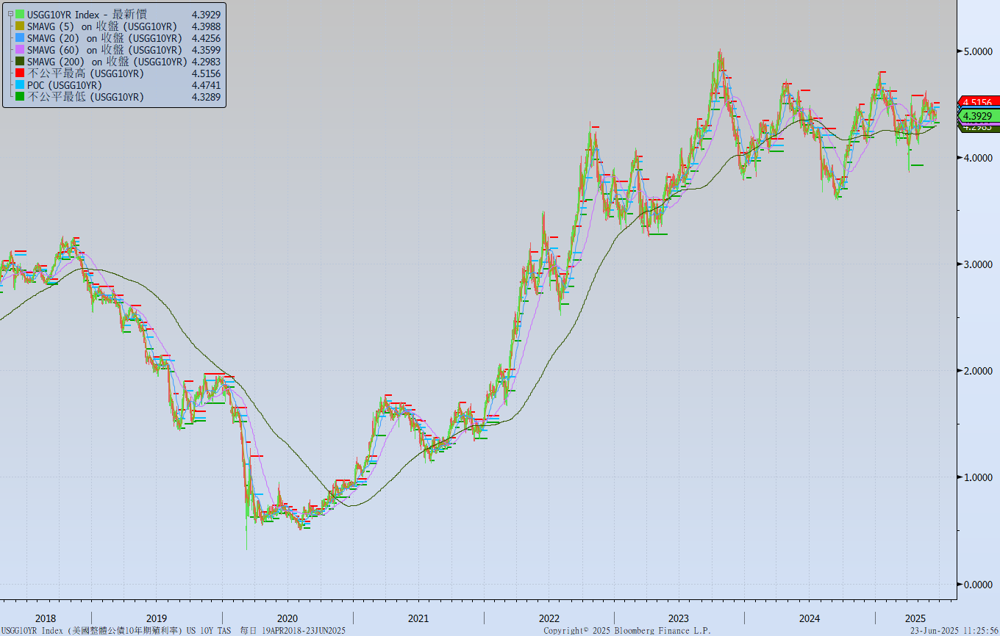 USGG10YR Index - 最新價 4.3929
SMAVG (5) on 收盤 (USGG10YR) 4.3988
SMAVG (20) on 收盤 (USGG10YR) 4.4256
SMAVG (60) on 收盤 (USGG10YR) 4.3599
SMAVG (200) on 收盤 (USGG10YR) 4.2983
不公平最高 (USGG10YR) 4.5156
POC (USGG10YR) 4.4741
不公平最低 (USGG10YR) 4.3289
5.0000
4.5156
4.3929
4.2983
4.0000
3.0000
2.0000
1.0000
0.0000
2018 2019 2020 2021 2022 2023 2024 2025
USGG10YR Index (美國整體公債10年期殖利率) US 10Y TAS 每日 19APR2018-23JUN2025 Copyright© 2025 Bloomberg Finance L.P. 23-Jun-2025 11:25:56